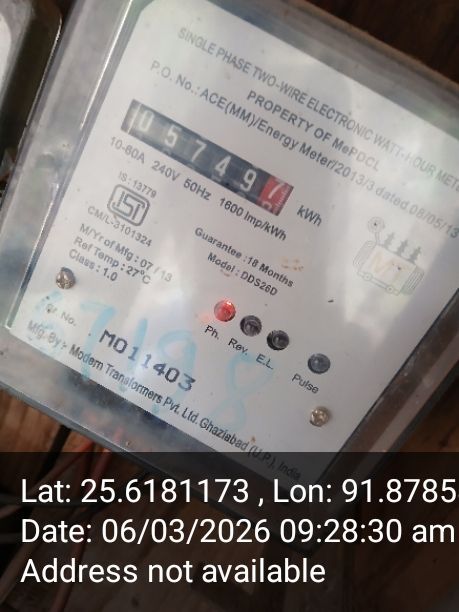 SINGLE PHASE TWO-WIRE ELECTRONIC WATT-HOUR METER
PROPERTY OF MePDCL
P.O. No.: ACE(MM)/Energy Meter/2013/3 dated 08/05/13
057497
kWh
10-60A 240V 50Hz 1600 Imp/kWh
IS:13779
ISI
CM/L-3101324
M/Yr of Mfg : 07/13
Ref Temp : 27°C
Class : 1.0
Guarantee : 18 Months
Model : DDS26D
Ph. Rev. E.L. Pulse
Sr No. M011403
Mfg. By :- Modern Transformers Pvt. Ltd. Ghaziabad (U.P.), India
Lat: 25.6181173 , Lon: 91.8785
Date: 06/03/2026 09:28:30 am
Address not available